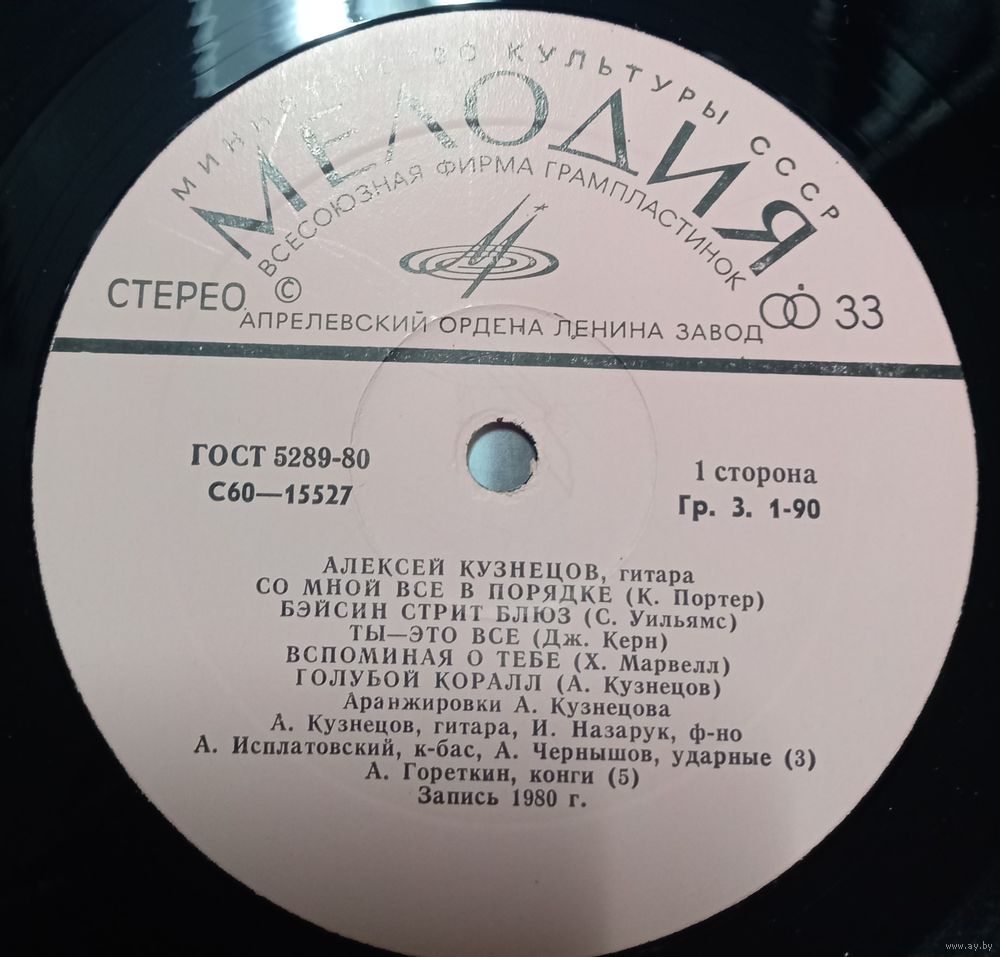 МИНИСТЕРСТВО КУЛЬТУРЫ СССР
МЕЛОДИЯ
ВСЕСОЮЗНАЯ ФИРМА ГРАМПЛАСТИНОК
СТЕРЕО © 33
АПРЕЛЕВСКИЙ ОРДЕНА ЛЕНИНА ЗАВОД
ГОСТ 5289-80
С60—15527
1 сторона
Гр. 3. 1-90
АЛЕКСЕЙ КУЗНЕЦОВ, гитара
СО МНОЙ ВСЕ В ПОРЯДКЕ (К. Портер)
БЭЙСИН СТРИТ БЛЮЗ (С. Уильямс)
ТЫ—ЭТО ВСЕ (Дж. Керн)
ВСПОМИНАЯ О ТЕБЕ (Х. Марвелл)
ГОЛУБОЙ КОРАЛЛ (А. Кузнецов)
Аранжировки А. Кузнецова
А. Кузнецов, гитара, И. Назарук, ф-но
А. Исплатовский, к-бас, А. Чернышов, ударные (3)
А. Гореткин, конги (5)
Запись 1980 г.
www.ay.by